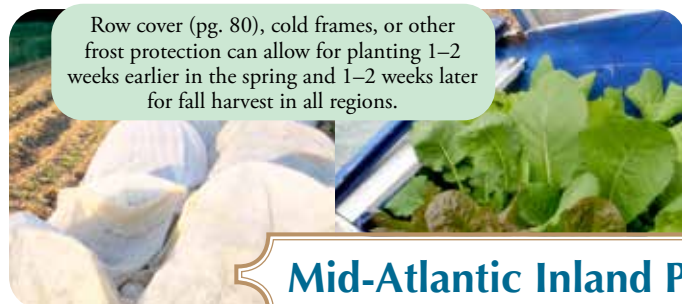 Row cover (pg. 80), cold frames, or other
frost protection can allow for planting 1–2
weeks earlier in the spring and 1–2 weeks later
for fall harvest in all regions.
Mid-Atlantic Inland P